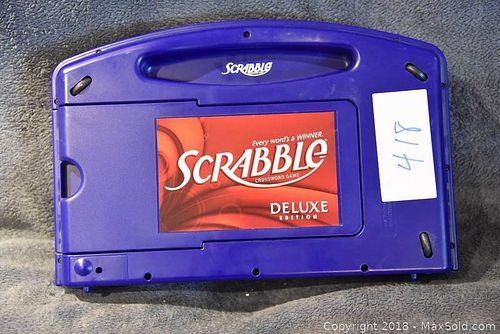 SCRABBLE
Every word's a WINNER.
SCRABBLE
CROSSWORD GAME
DELUXE
EDITION
418
Copyright © 2018 - MaxSold.com